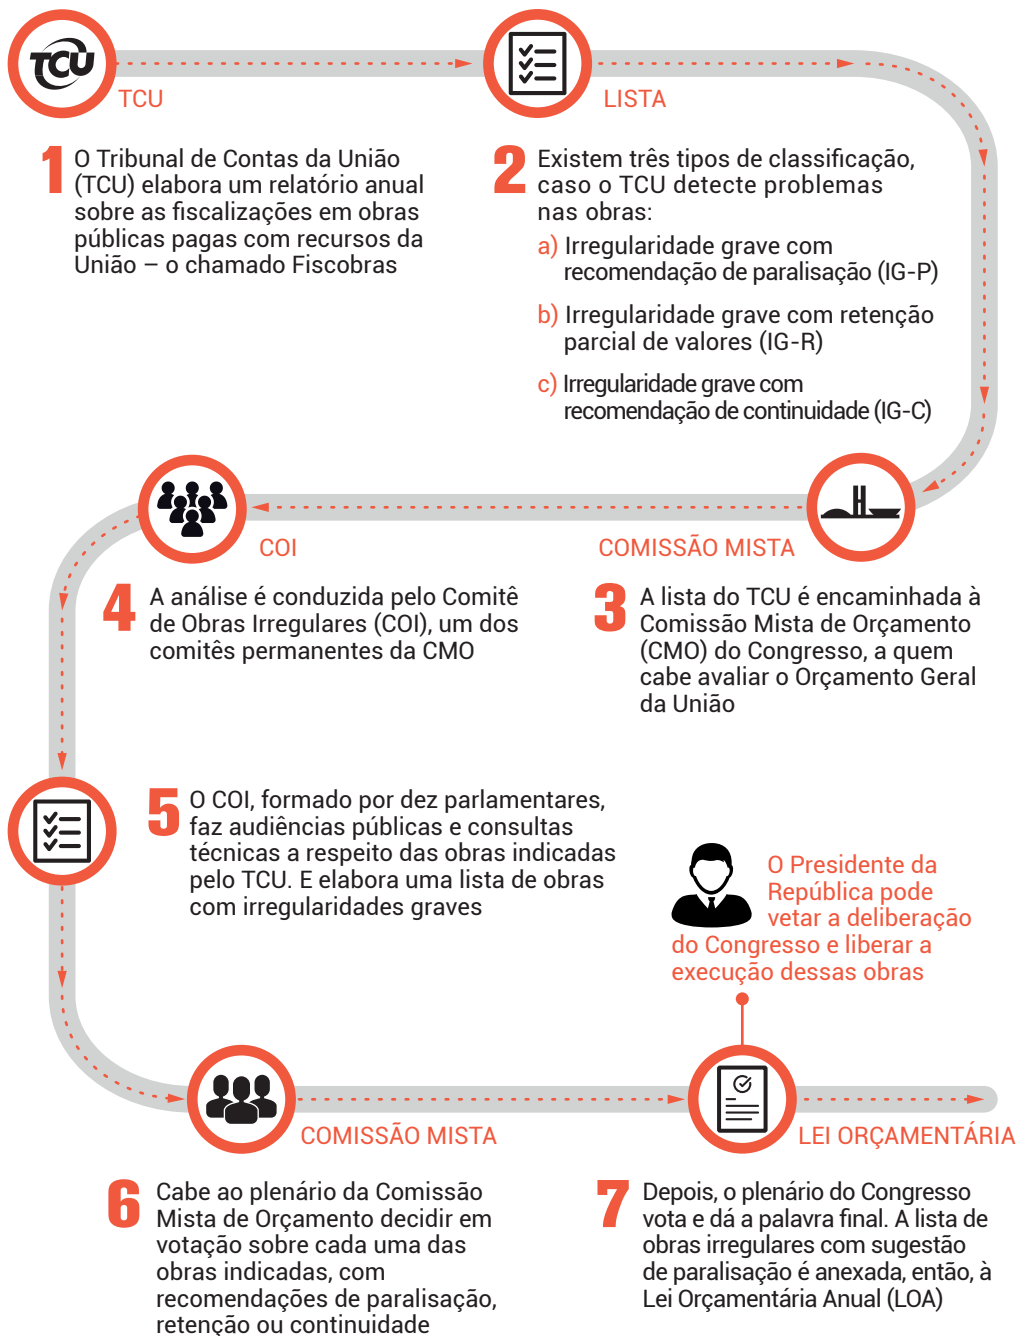 TCU
TCU
LISTA
1 O Tribunal de Contas da União
(TCU) elabora um relatório anual
sobre as fiscalizações em obras
públicas pagas com recursos da
União – o chamado Fiscobras
2 Existem três tipos de classificação,
caso o TCU detecte problemas
nas obras:
a) Irregularidade grave com
recomendação de paralisação (IG-P)
b) Irregularidade grave com retenção
parcial de valores (IG-R)
c) Irregularidade grave com
recomendação de continuidade (IG-C)
COMISSÃO MISTA
3 A lista do TCU é encaminhada à
Comissão Mista de Orçamento
(CMO) do Congresso, a quem
cabe avaliar o Orçamento Geral
da União
COI
4 A análise é conduzida pelo Comitê
de Obras Irregulares (COI), um dos
comitês permanentes da CMO
5 O COI, formado por dez parlamentares,
faz audiências públicas e consultas
técnicas a respeito das obras indicadas
pelo TCU. E elabora uma lista de obras
com irregularidades graves
O Presidente da
República pode
vetar a deliberação
do Congresso e liberar a
execução dessas obras
COMISSÃO MISTA
6 Cabe ao plenário da Comissão
Mista de Orçamento decidir em
votação sobre cada uma das
obras indicadas, com
recomendações de paralisação,
retenção ou continuidade
LEI ORÇAMENTÁRIA
7 Depois, o plenário do Congresso
vota e dá a palavra final. A lista de
obras irregulares com sugestão
de paralisação é anexada, então, à
Lei Orçamentária Anual (LOA)